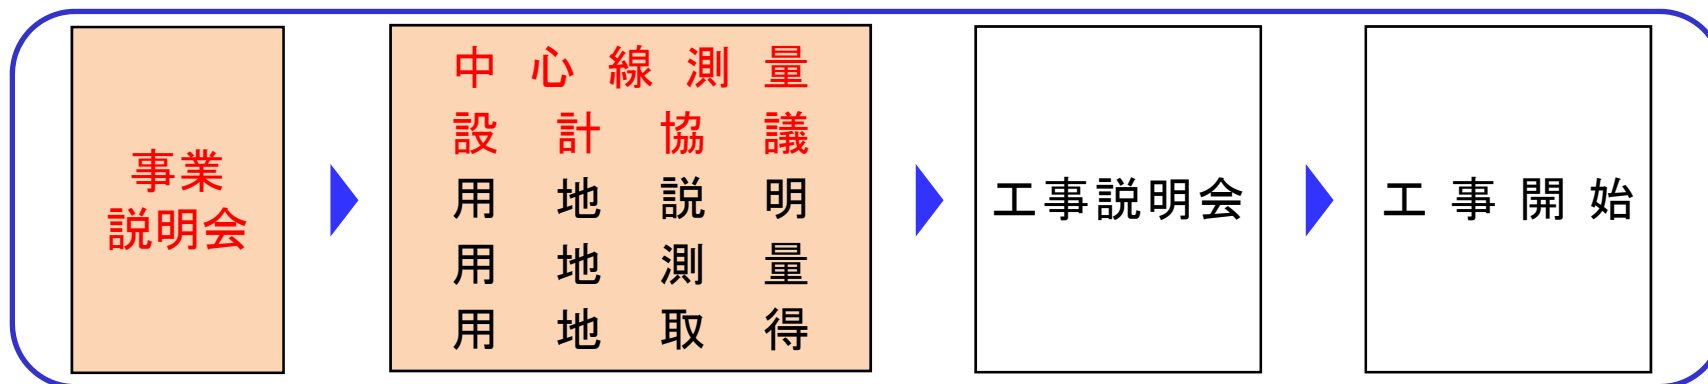 事業
説明会
中心線測量
設計協議
用地説明
用地測量
用地取得
工事説明会
工事開始